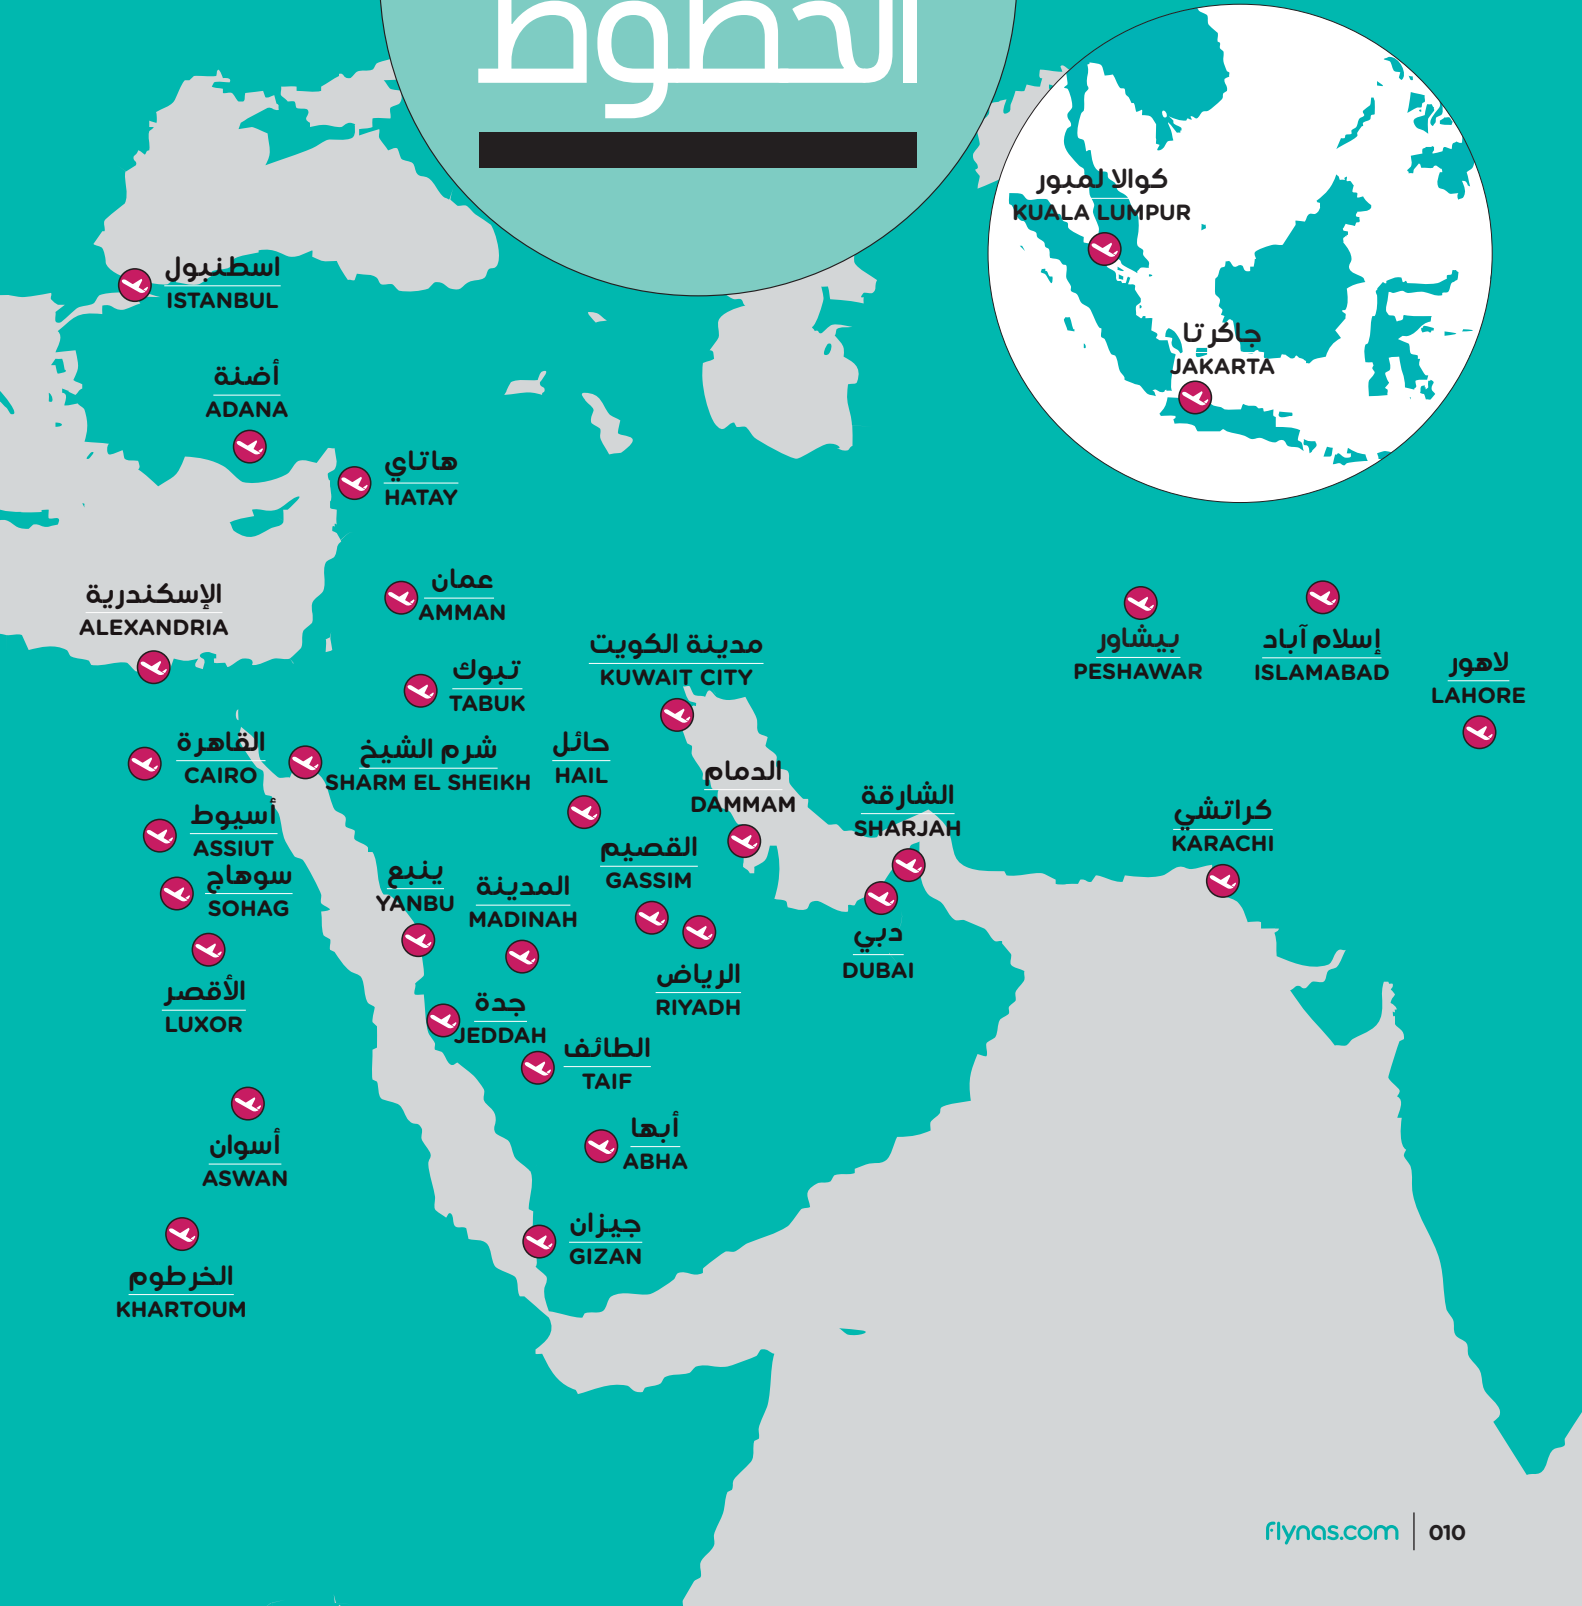 الخطوط
كوالا لمبور
KUALA LUMPUR
جاكرتا
JAKARTA
اسطنبول
ISTANBUL
أضنة
ADANA
هاتاي
HATAY
عمان
AMMAN
الإسكندرية
ALEXANDRIA
مدينة الكويت
KUWAIT CITY
بيشاور
PESHAWAR
إسلام آباد
ISLAMABAD
لاهور
LAHORE
تبوك
TABUK
القاهرة
CAIRO
شرم الشيخ
SHARM EL SHEIKH
حائل
HAIL
الدمام
DAMMAM
الشارقة
SHARJAH
كراتشي
KARACHI
أسيوط
ASSIUT
القصيم
GASSIM
سوهاج
SOHAG
ينبع
YANBU
المدينة
MADINAH
دبي
DUBAI
الأقصر
LUXOR
الرياض
RIYADH
جدة
JEDDAH
الطائف
TAIF
أسوان
ASWAN
أبها
ABHA
جيزان
GIZAN
الخرطوم
KHARTOUM
flynas.com | 010